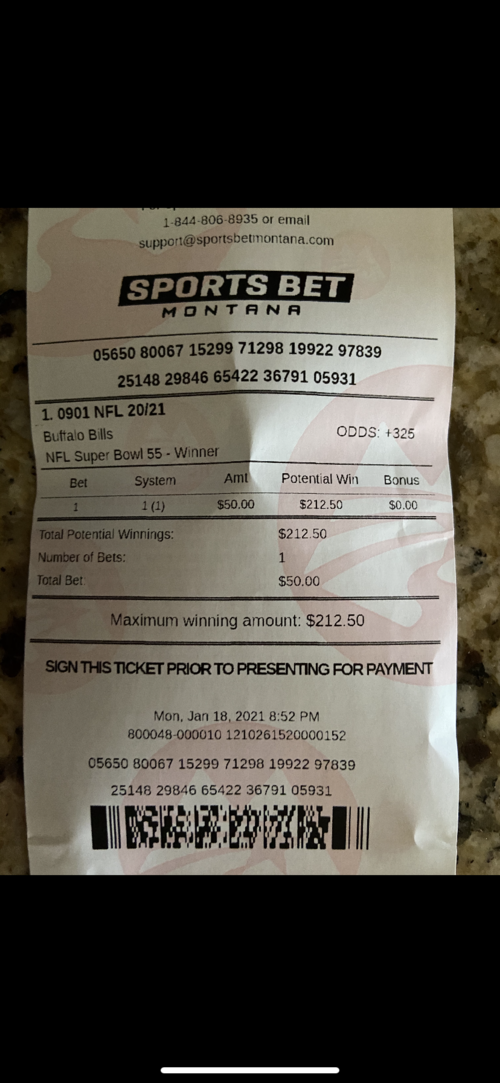 1-844-806-8935 or email
support@sportsbetmontana.com
SPORTS BET
MONTANA
05650 80067 15299 71298 19922 97839
25148 29846 65422 36791 05931
1. 0901 NFL 20/21
Buffalo Bills
ODDS: +325
NFL Super Bowl 55 - Winner
Bet System Amt Potential Win Bonus
1 1 (1) $50.00 $212.50 $0.00
Total Potential Winnings: $212.50
Number of Bets: 1
Total Bet: $50.00
Maximum winning amount: $212.50
SIGN THIS TICKET PRIOR TO PRESENTING FOR PAYMENT
Mon, Jan 18, 2021 8:52 PM
800048-000010 1210261520000152
05650 80067 15299 71298 19922 97839
25148 29846 65422 36791 05931